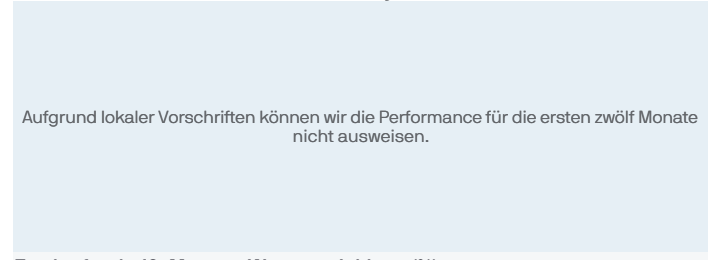 Aufgrund lokaler Vorschriften können wir die Performance für die ersten zwölf Monate
nicht ausweisen.